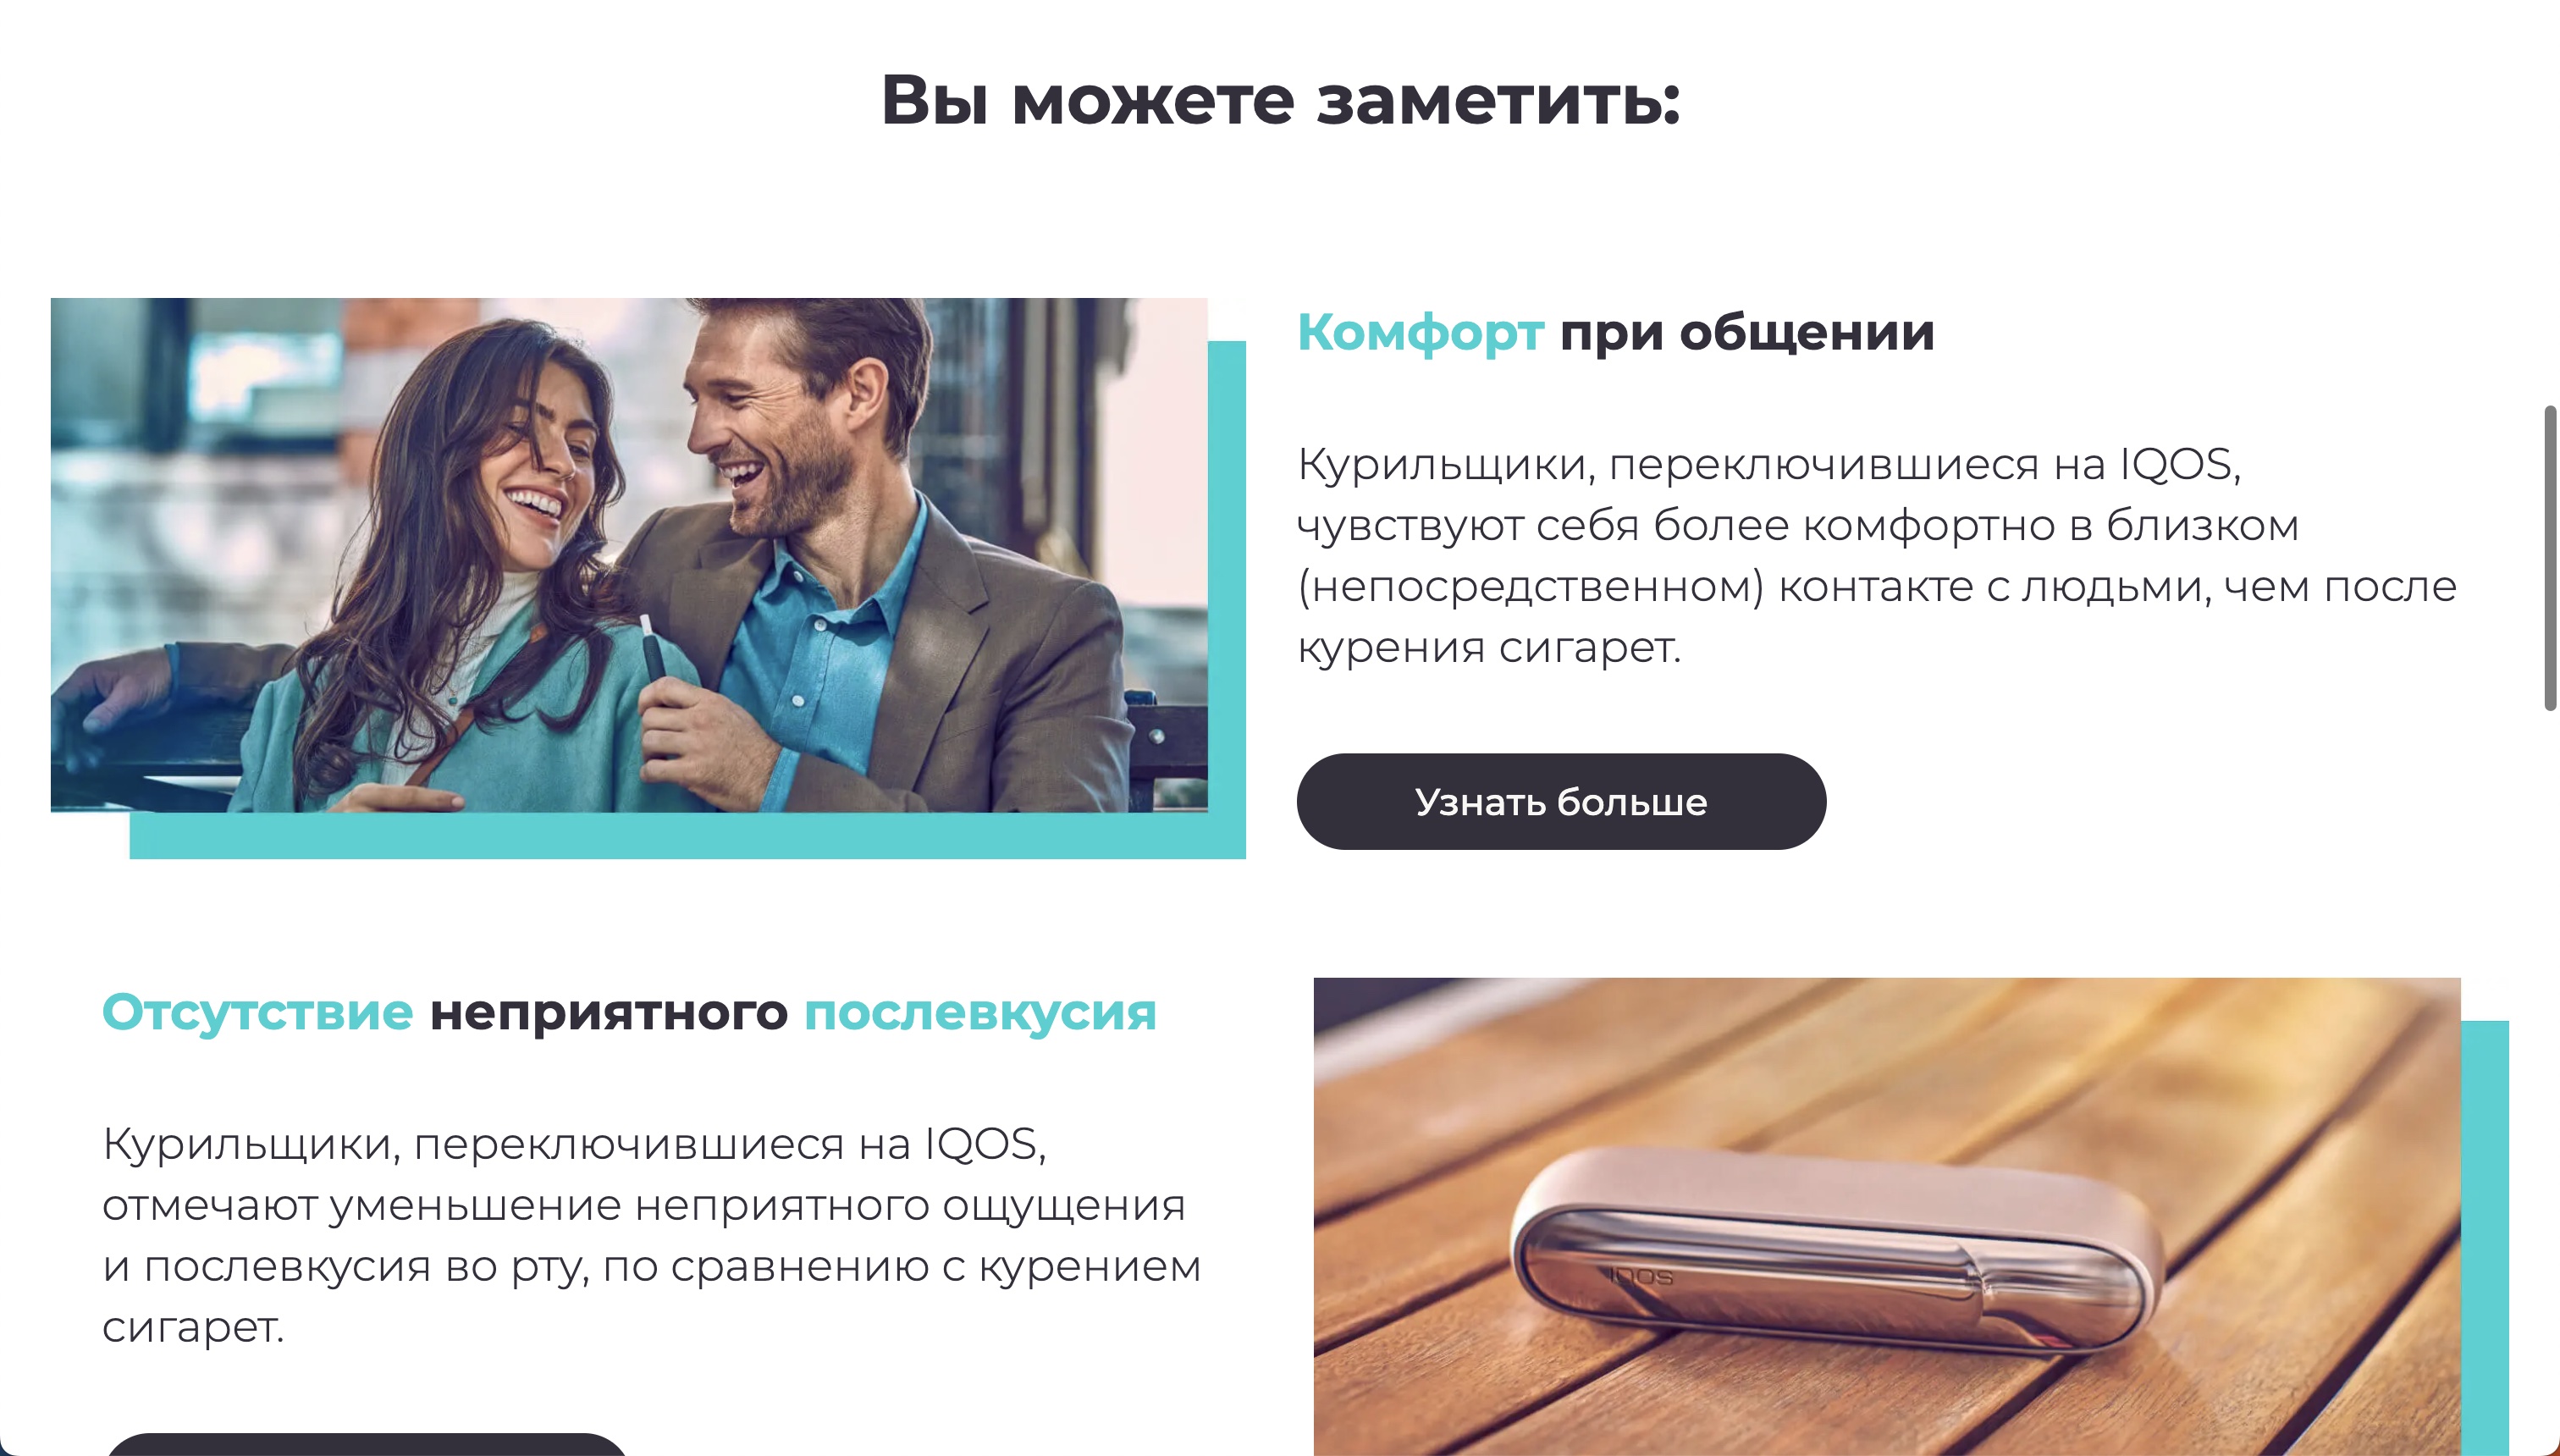 Вы можете заметить:
Комфорт при общении
Курильщики, переключившиеся на IQOS,
чувствуют себя более комфортно в близком
(непосредственном) контакте с людьми, чем после
курения сигарет.
Узнать больше
Отсутствие неприятного послевкусия
Курильщики, переключившиеся на IQOS,
отмечают уменьшение неприятного ощущения
и послевкусия во рту, по сравнению с курением
сигарет.
IQOS